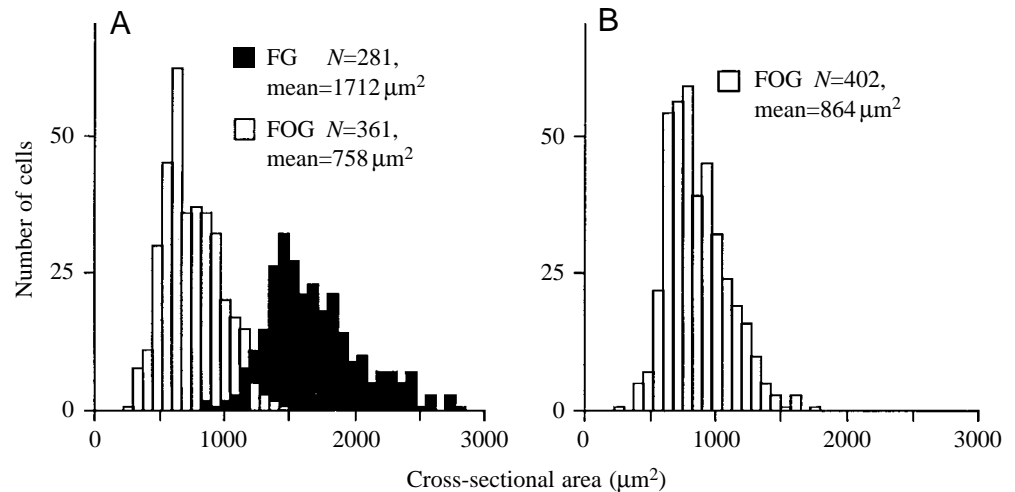 A
FG N=281,
mean=1712 μm²
FOG N=361,
mean=758 μm²
B
FOG N=402,
mean=864 μm²
Number of cells
50
25
0
0 1000 2000 3000
50
25
0
0 1000 2000 3000
Cross-sectional area (μm²)